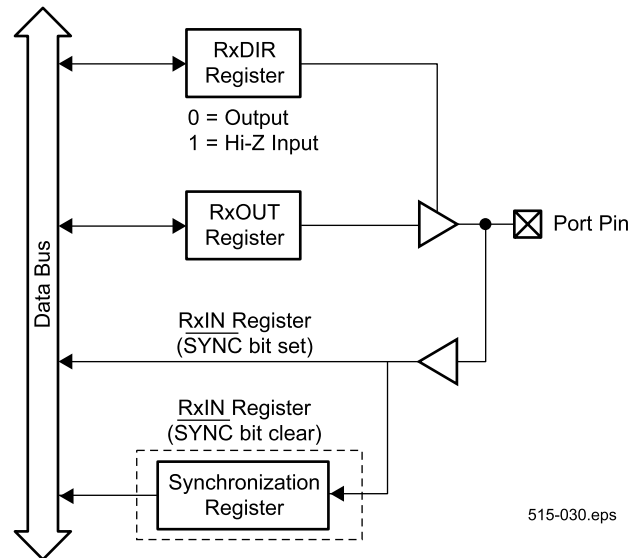 RxDIR
Register
0 = Output
1 = Hi-Z Input
RxOUT
Register
Port Pin
Data Bus
RxIN Register
(SYNC bit set)
RxIN Register
(SYNC bit clear)
Synchronization
Register
515-030.eps